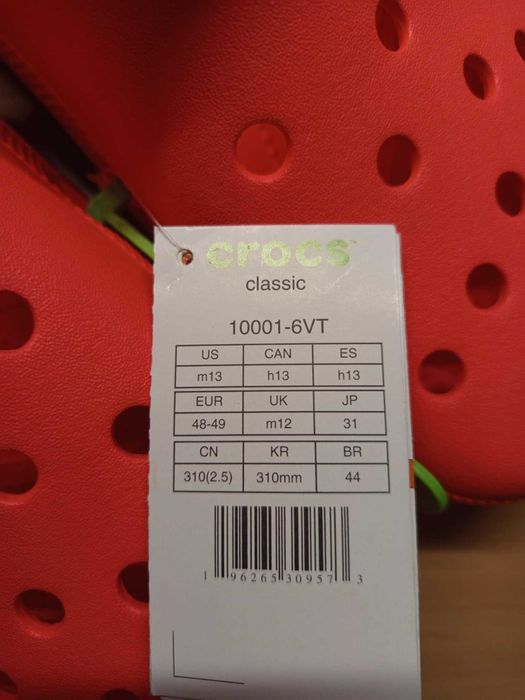 crocs™
classic
10001-6VT
US CAN ES
m13 h13 h13
EUR UK JP
48-49 m12 31
CN KR BR
310(2.5) 310mm 44
1 96265 30957 3